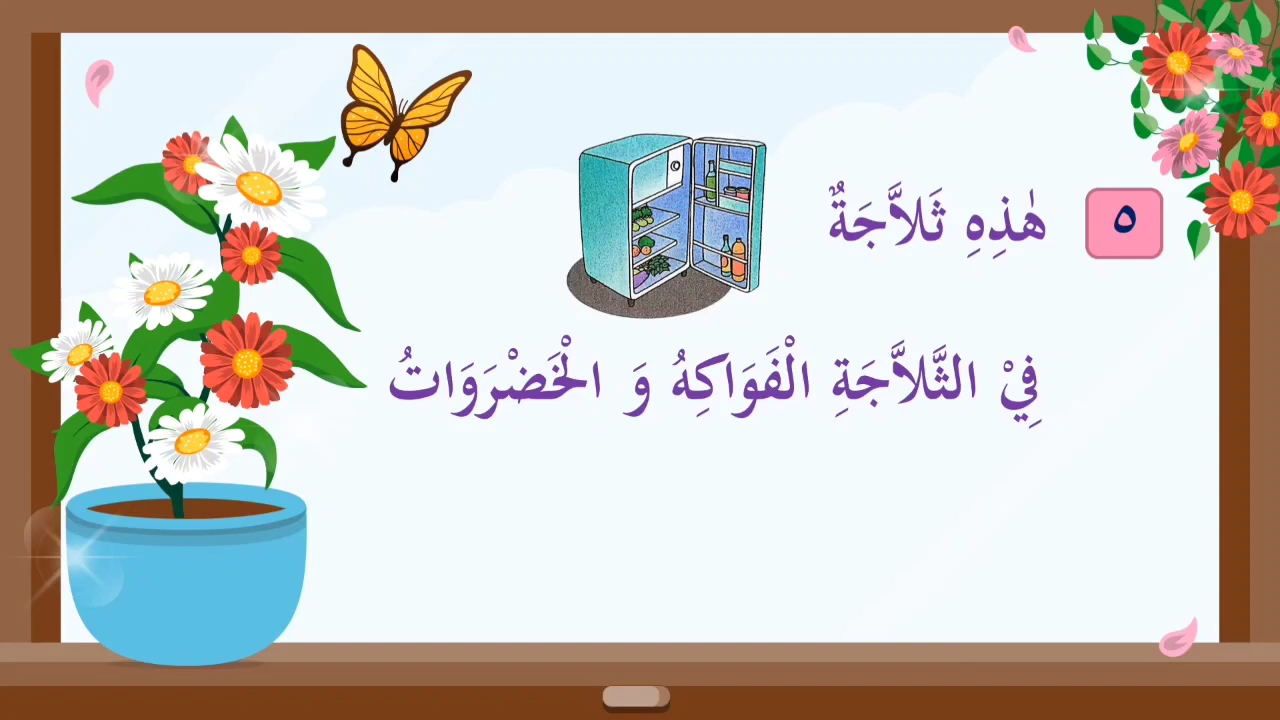 ٥ هٰذِهِ ثَلاَّجَةٌ
فِيْ الثَّلاَّجَةِ الْفَوَاكِهُ وَ الْخَضْرَوَاتُ